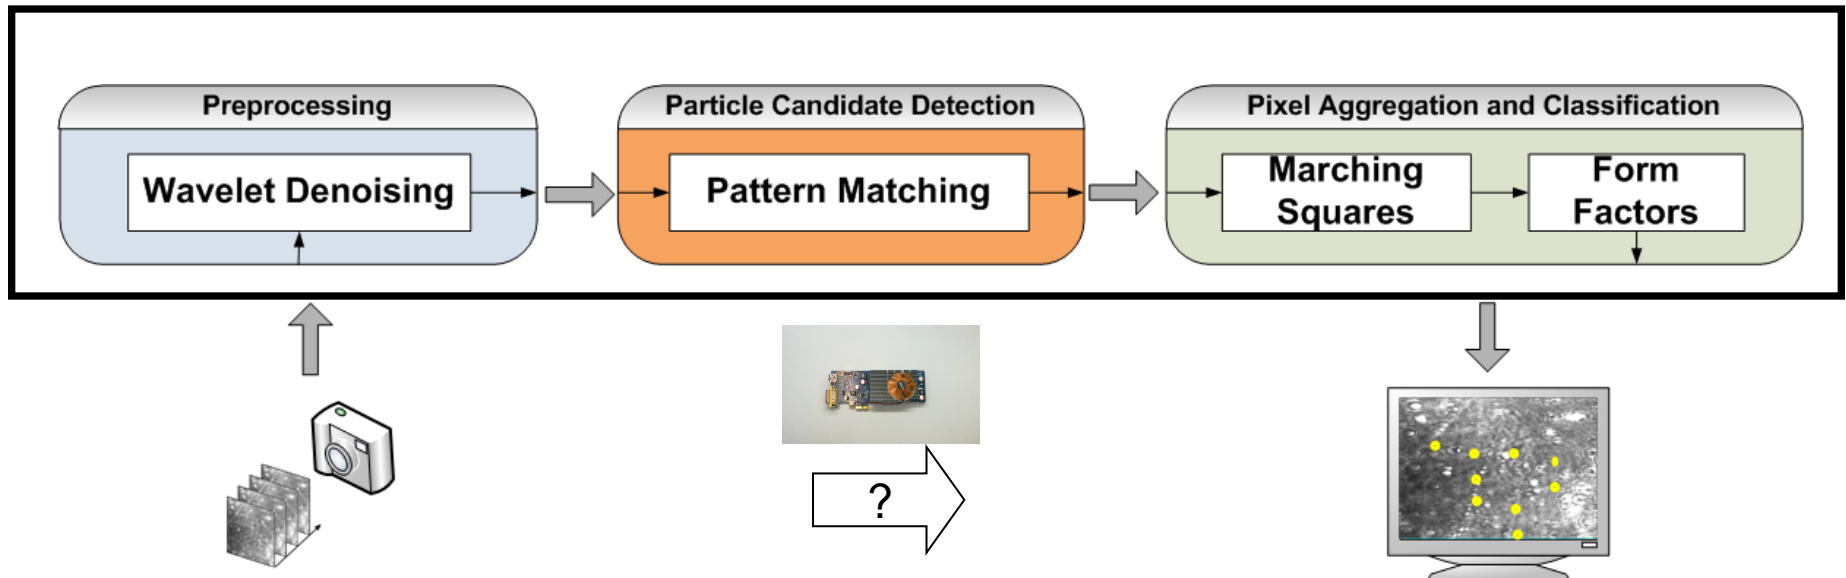 Preprocessing
Particle Candidate Detection
Pixel Aggregation and Classification
Wavelet Denoising
Pattern Matching
Marching
Squares
Form
Factors
?